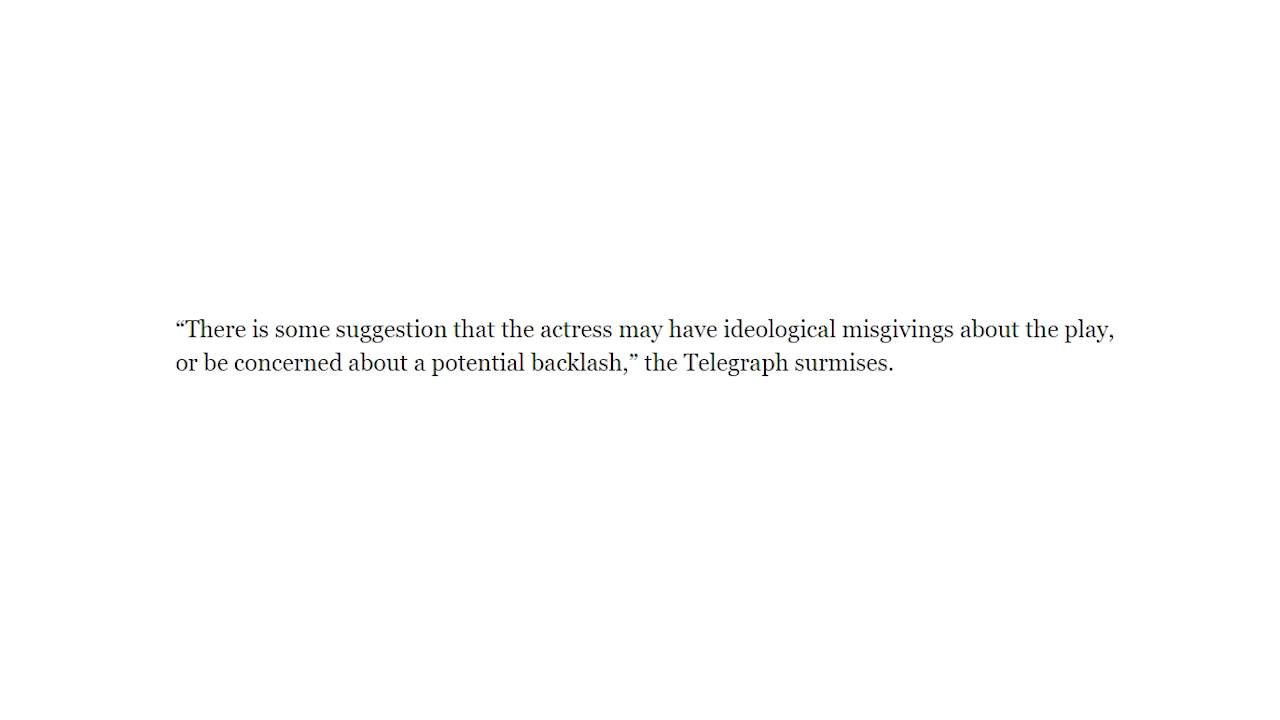 “There is some suggestion that the actress may have ideological misgivings about the play,
or be concerned about a potential backlash,” the Telegraph surmises.